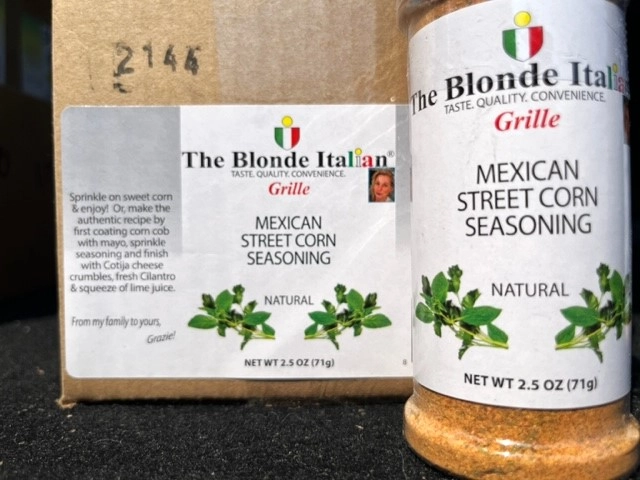 2144
Sprinkle on sweet corn
& enjoy! Or, make the
authentic recipe by
first coating corn cob
with mayo, sprinkle
seasoning and finish
with Cotija cheese
crumbles, fresh Cilantro
& squeeze of lime juice.
From my family to yours,
Grazie!
The Blonde Italian®
TASTE. QUALITY. CONVENIENCE.
Grille
MEXICAN
STREET CORN
SEASONING
NATURAL
NET WT 2.5 OZ (71g)
8
The Blonde Italian
TASTE. QUALITY. CONVENIENCE.
Grille
MEXICAN
STREET CORN
SEASONING
NATURAL
NET WT 2.5 OZ (71g)